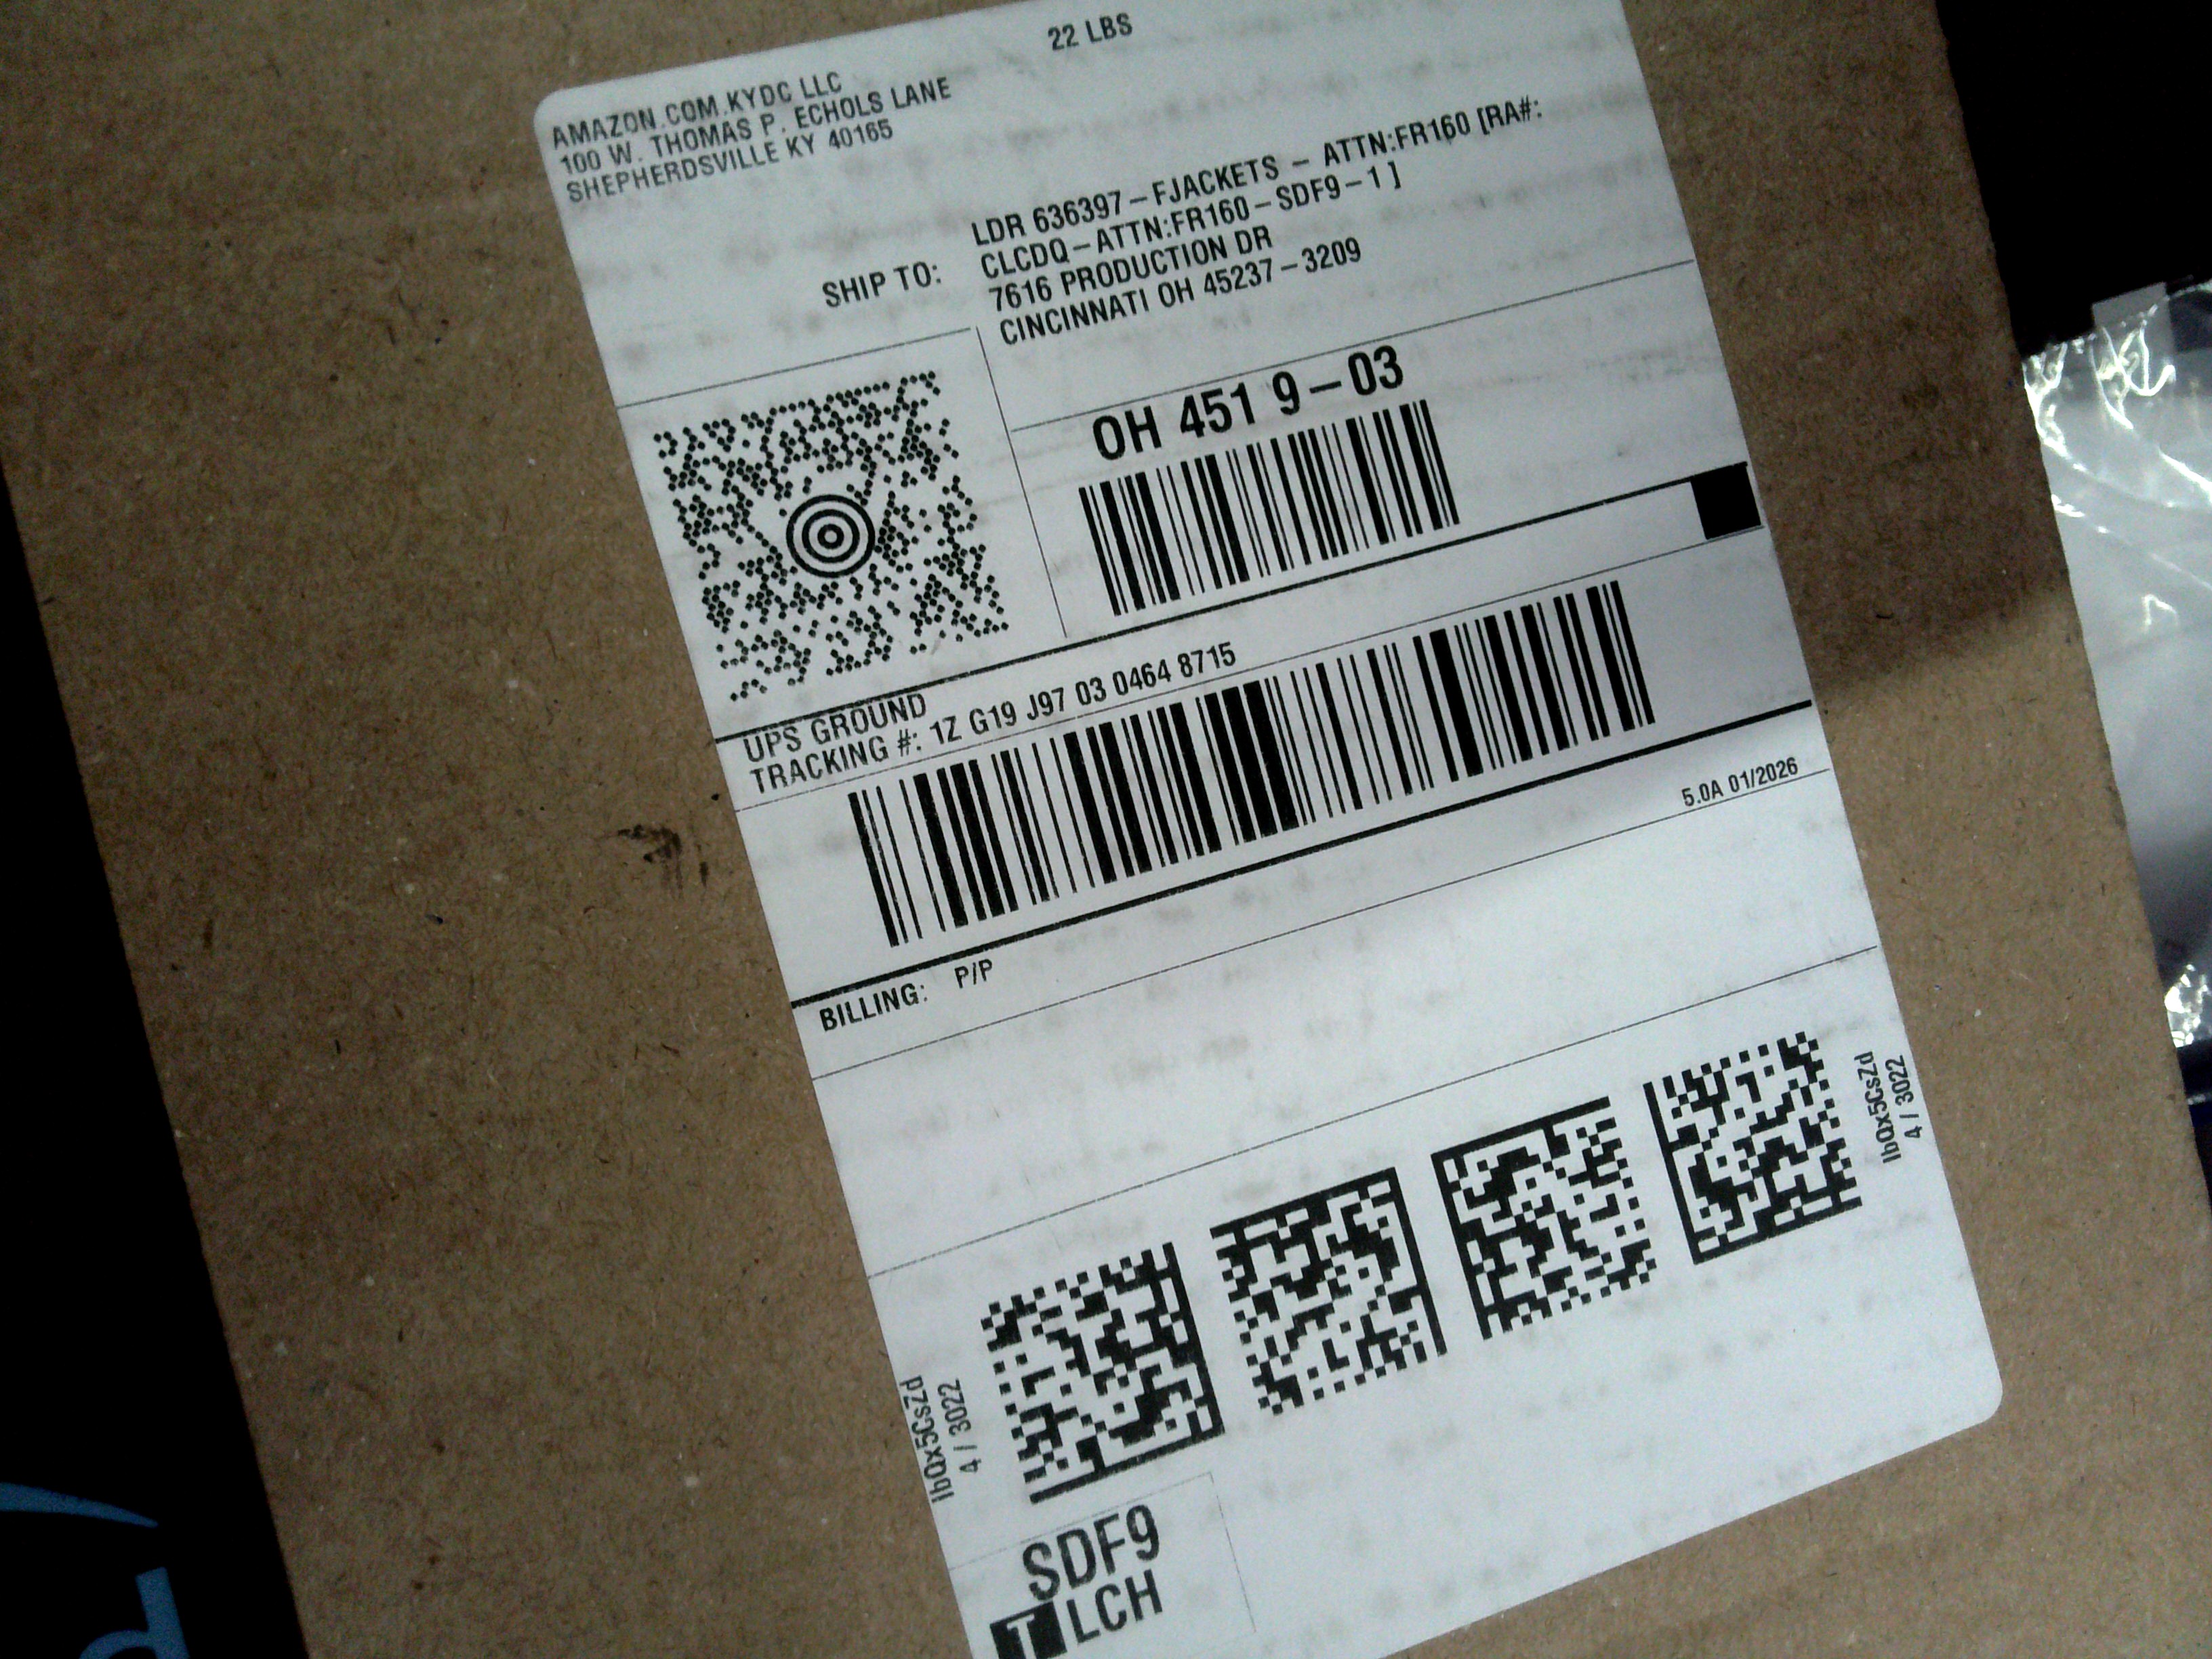 22 LBS
AMAZON.COM.KYDC LLC
100 W. THOMAS P. ECHOLS LANE
SHEPHERDSVILLE KY 40165
SHIP TO:
LDR 636397-FJACKETS - ATTN:FR160 [RA#:
CLCDQ-ATTN:FR160-SDF9-1 ]
7616 PRODUCTION DR
CINCINNATI OH 45237-3209
OH 451 9-03
UPS GROUND
TRACKING #: 1Z G19 J97 03 0464 8715
5.0A 01/2026
BILLING: P/P
IbQx5CsZd
4 / 3022
IbQx5CsZd
4 / 3022
SDF9
T LCH